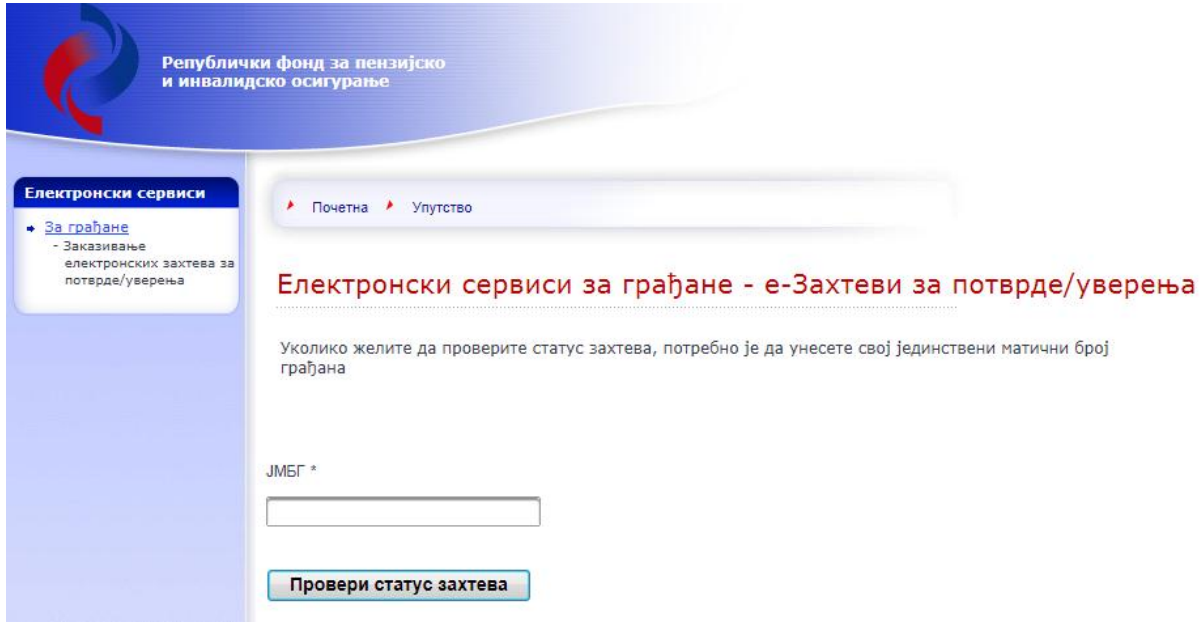 Републички фонд за пензијско
и инвалидско осигурање
Електронски сервиси
За грађане
- Заказивање
електронских захтева за
потврде/уверења
Почетна Упутство
Електронски сервиси за грађане - е-Захтеви за потврде/уверења
Уколико желите да проверите статус захтева, потребно је да унесете свој јединствени матични број
грађана
ЈМБГ *
Провери статус захтева